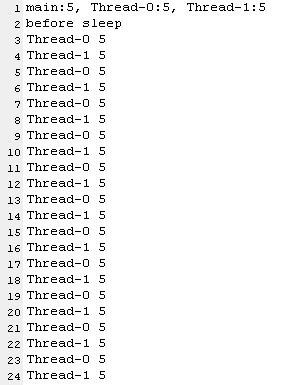 1 main:5, Thread-0:5, Thread-1:5
2 before sleep
3 Thread-0 5
4 Thread-1 5
5 Thread-0 5
6 Thread-1 5
7 Thread-0 5
8 Thread-1 5
9 Thread-0 5
10 Thread-1 5
11 Thread-0 5
12 Thread-1 5
13 Thread-0 5
14 Thread-1 5
15 Thread-0 5
16 Thread-1 5
17 Thread-0 5
18 Thread-1 5
19 Thread-0 5
20 Thread-1 5
21 Thread-0 5
22 Thread-1 5
23 Thread-0 5
24 Thread-1 5